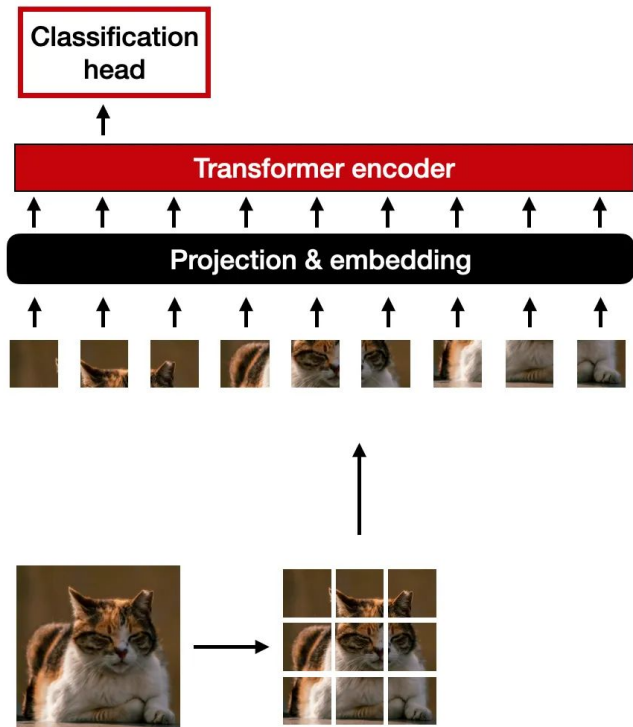 Classification
head
Transformer encoder
Projection & embedding